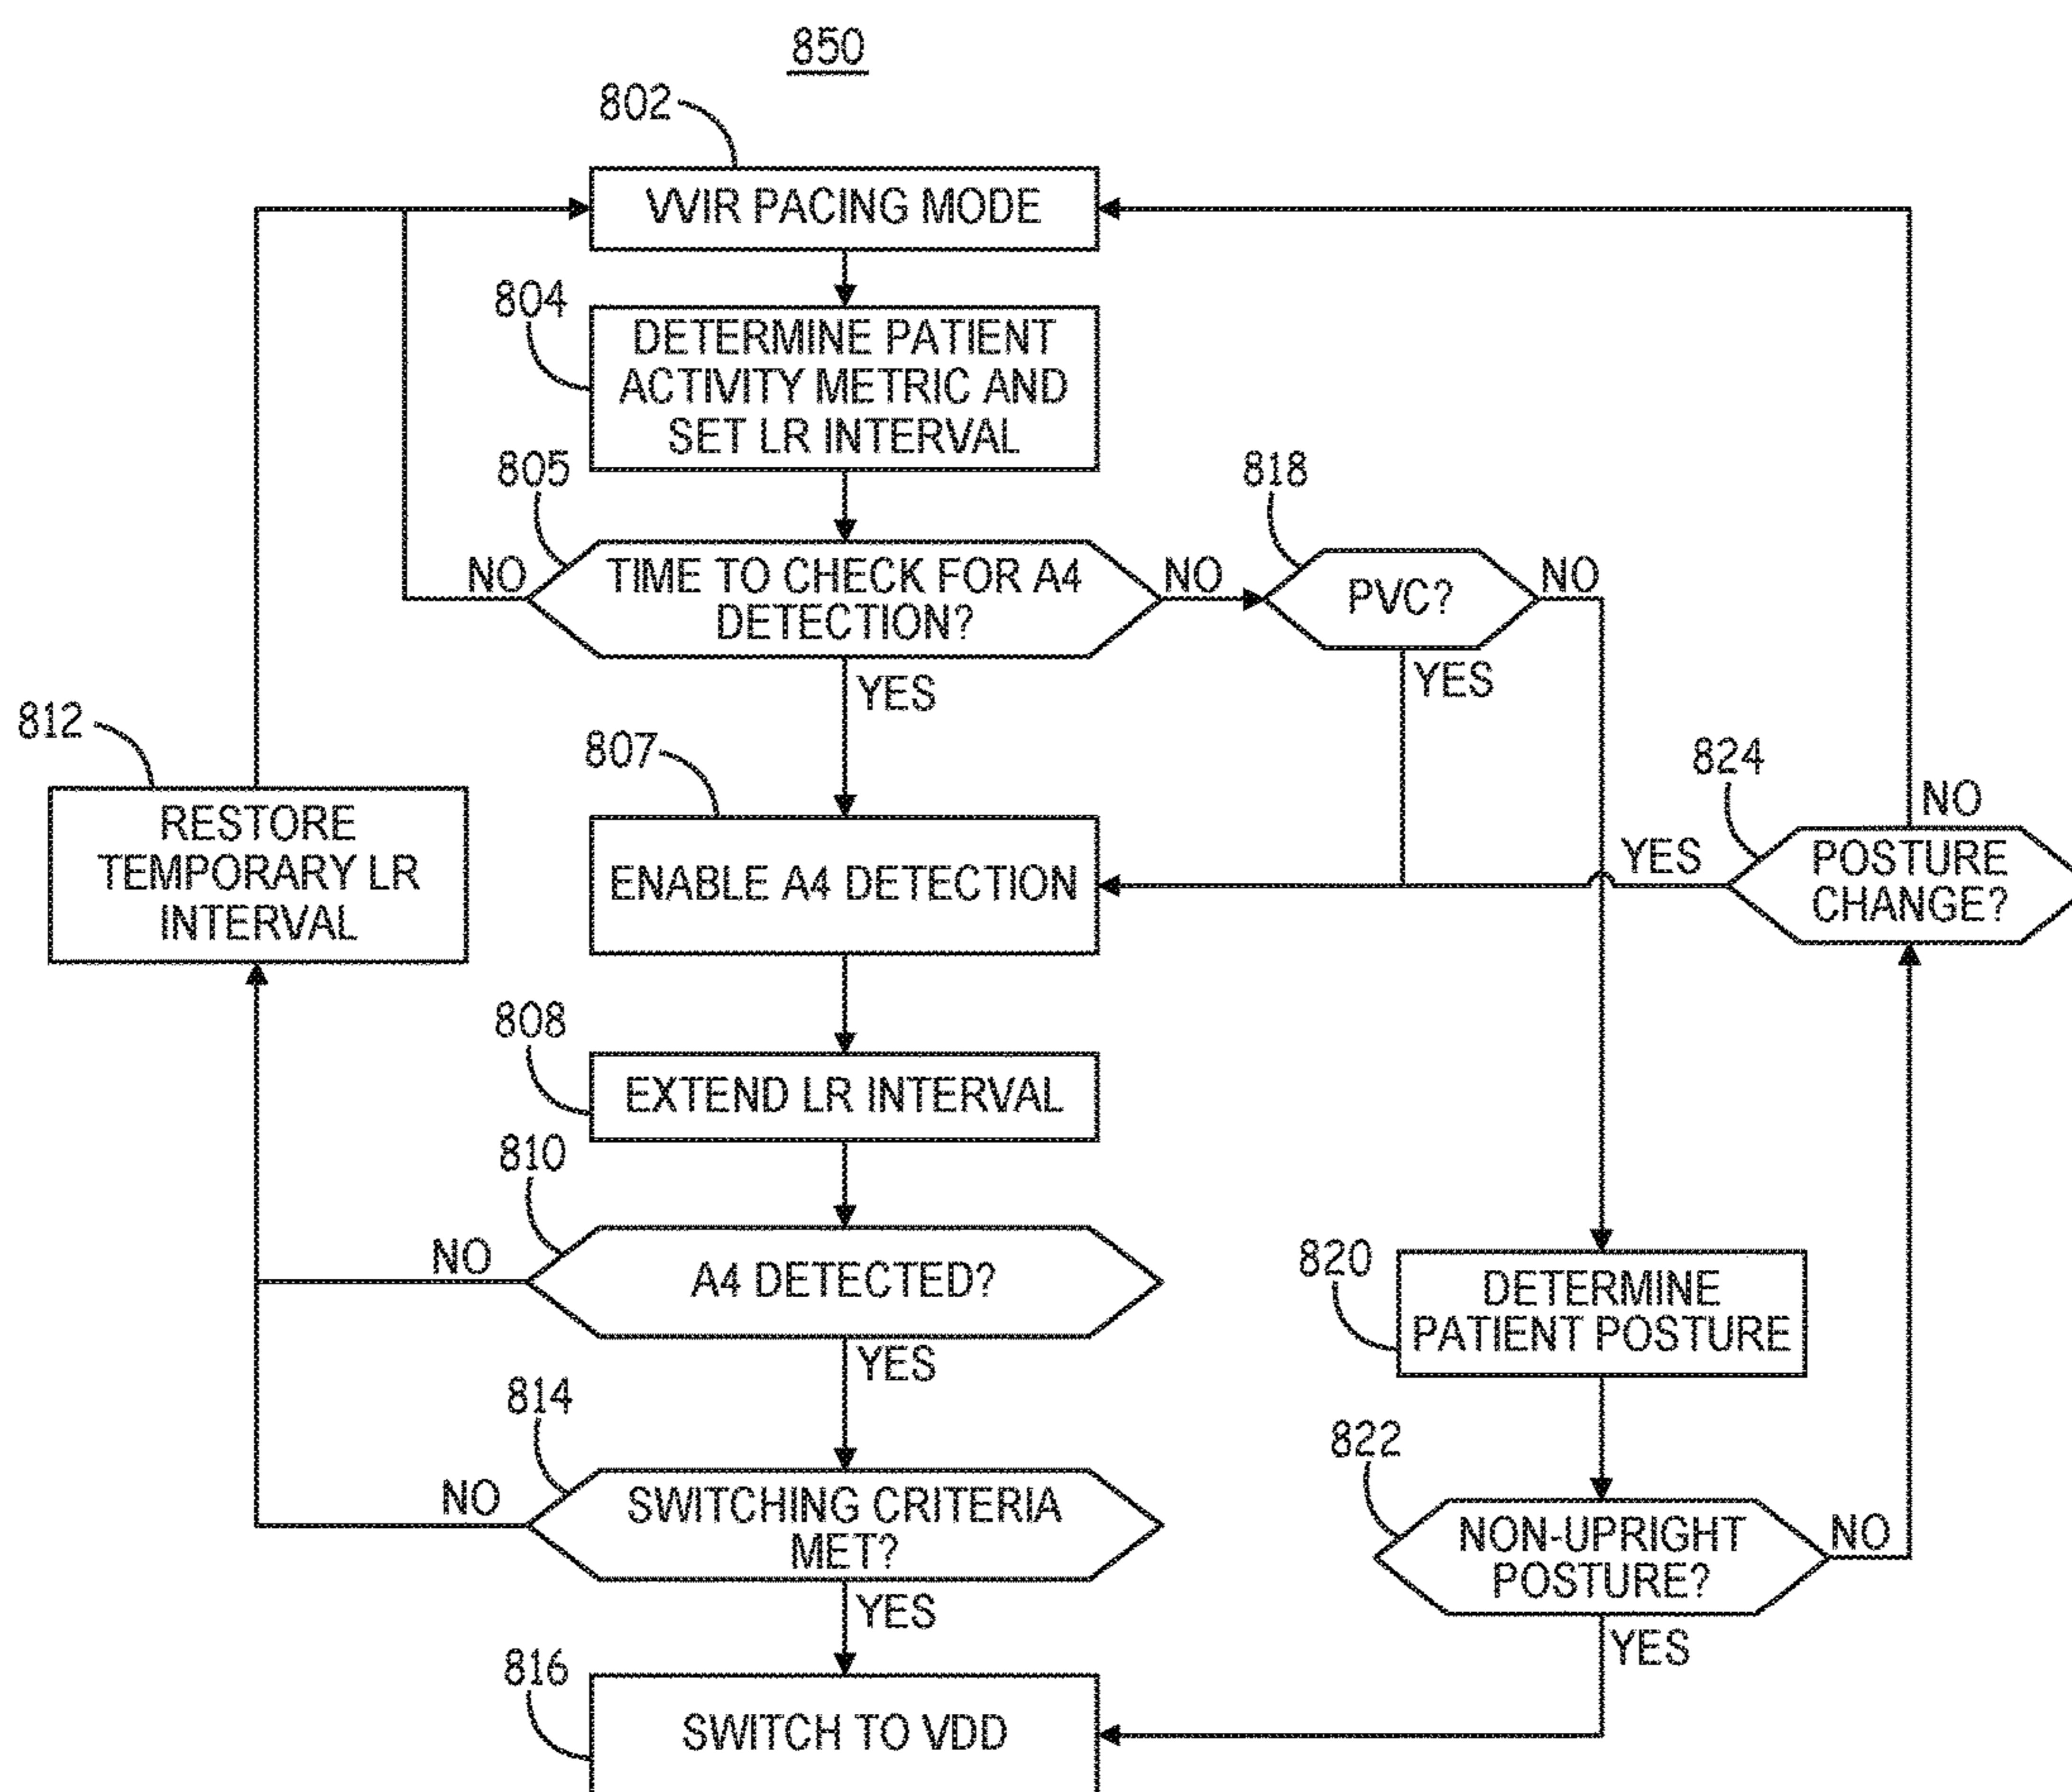 850
802
VVIR PACING MODE
804
DETERMINE PATIENT
ACTIVITY METRIC AND
SET LR INTERVAL
805
818
NO
TIME TO CHECK FOR A4
DETECTION?
NO
PVC?
NO
YES
YES
812
807
824
RESTORE
TEMPORARY LR
INTERVAL
ENABLE A4 DETECTION
NO
YES
POSTURE
CHANGE?
808
EXTEND LR INTERVAL
810
NO
A4 DETECTED?
YES
820
DETERMINE
PATIENT POSTURE
814
822
NO
SWITCHING CRITERIA
MET?
YES
NON-UPRIGHT
POSTURE?
NO
YES
816
SWITCH TO VDD